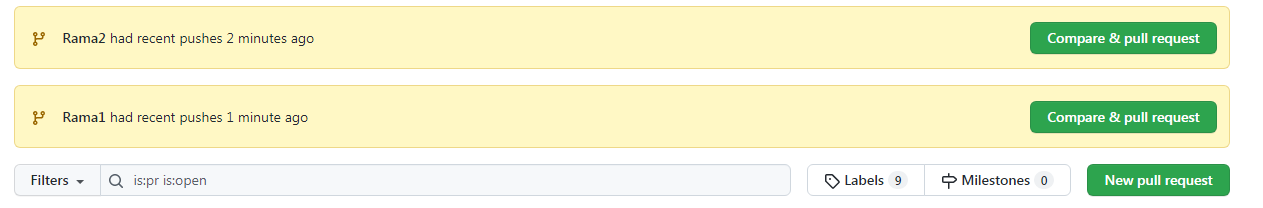 Rama2 had recent pushes 2 minutes ago Compare & pull request
Rama1 had recent pushes 1 minute ago Compare & pull request
Filters is:pr is:open Labels 9 Milestones 0 New pull request